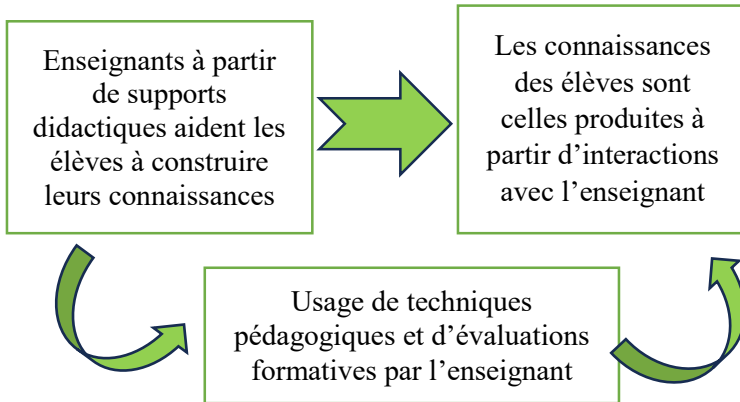 Enseignants à partir
de supports
didactiques aident les
élèves à construire
leurs connaissances
Les connaissances
des élèves sont
celles produites à
partir d’interactions
avec l’enseignant
Usage de techniques
pédagogiques et d’évaluations
formatives par l’enseignant